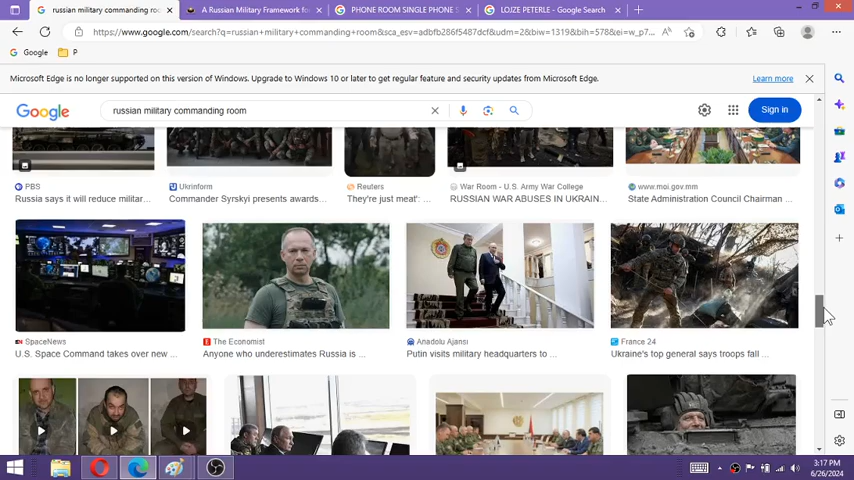 russian military commanding roo
A Russian Military Framework fo
PHONE ROOM SINGLE PHONE S
LOJZE PETERLE - Google Search
https://www.google.com/search?q=russian+military+commanding+room&sca_esv=adbfb286f5487cdf&udm=2&biw=1319&bih=578&ei=w_p7...
Google
P
Microsoft Edge is no longer supported on this version of Windows. Upgrade to Windows 10 or later to get regular feature and security updates from Microsoft Edge.
Learn more
Google
russian military commanding room
Sign in
PBS
Russia says it will reduce militar...
Ukrinform
Commander Syrskyi presents awards...
Reuters
They're just meat': ...
War Room - U.S. Army War College
RUSSIAN WAR ABUSES IN UKRAIN...
www.moi.gov.mm
State Administration Council Chairman ...
SpaceNews
U.S. Space Command takes over new ...
The Economist
Anyone who underestimates Russia is ...
Anadolu Ajansı
Putin visits military headquarters to ...
France 24
Ukraine's top general says troops fall ...
3:17 PM
6/26/2024